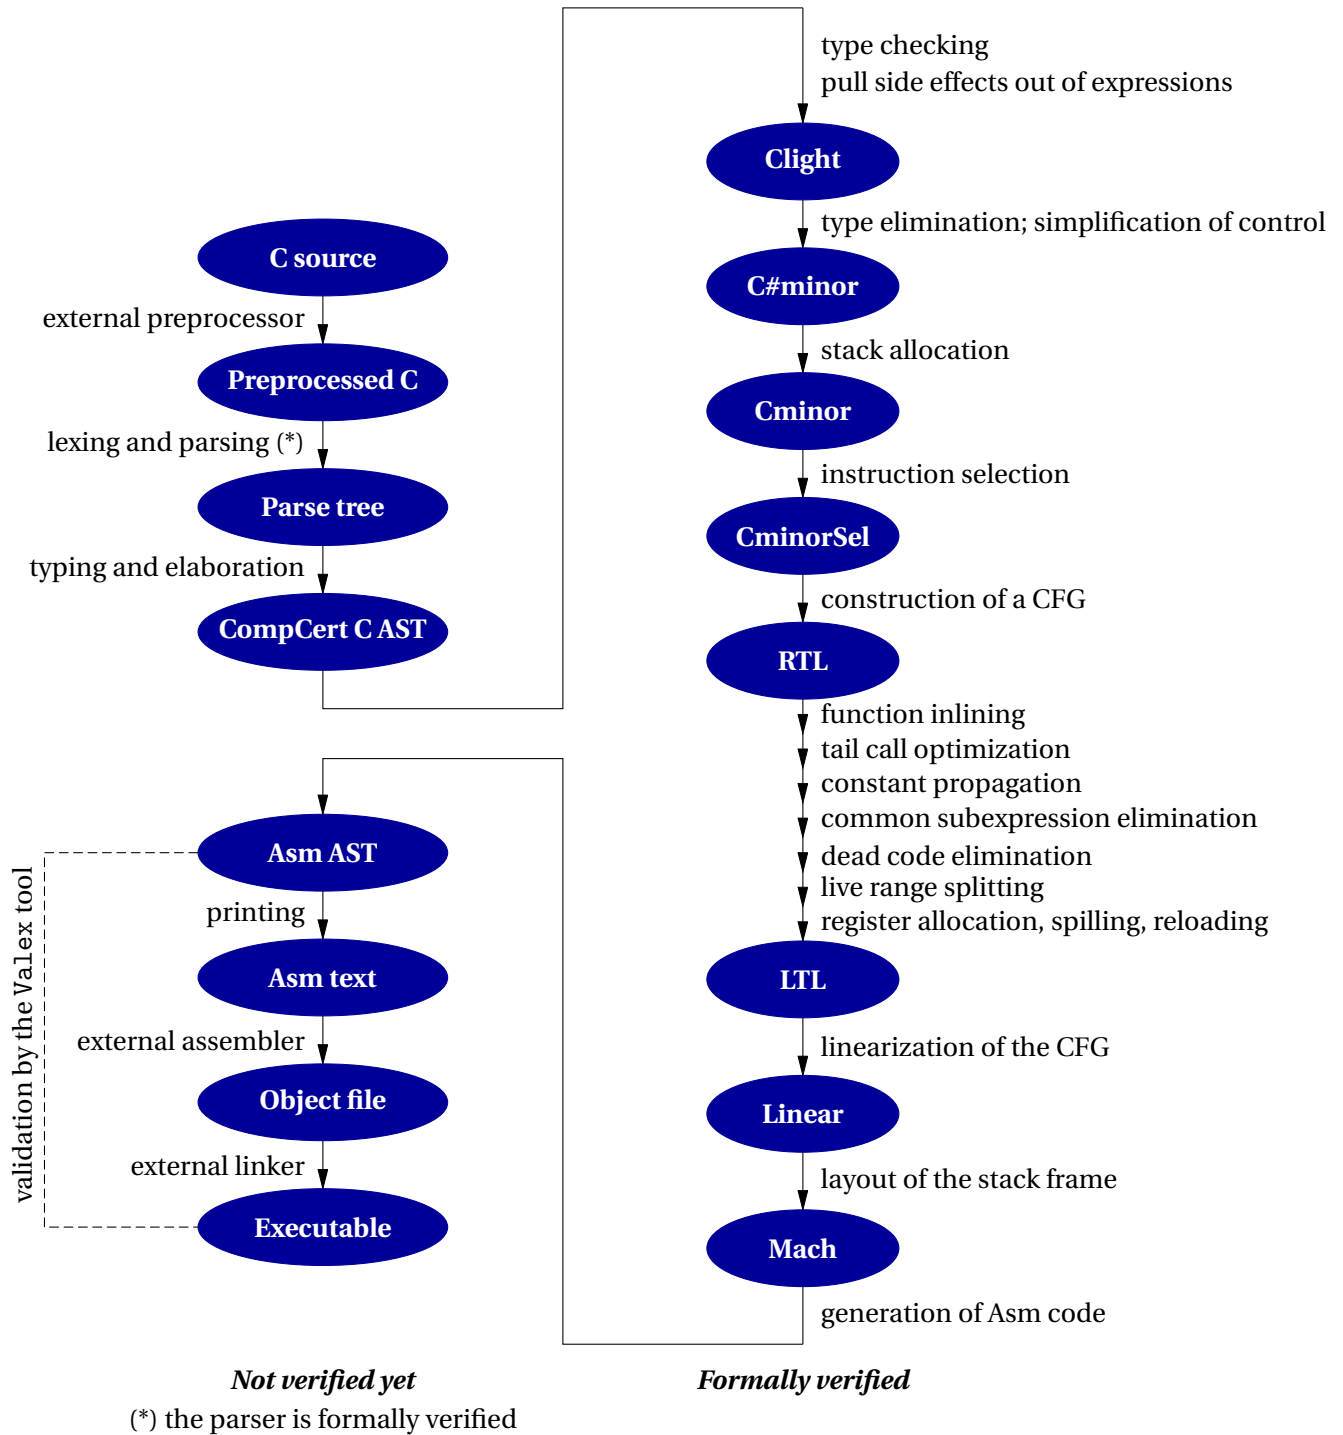 C source
external preprocessor
Preprocessed C
lexing and parsing (*)
Parse tree
typing and elaboration
CompCert C AST
type checking
pull side effects out of expressions
Clight
type elimination; simplification of control
C#minor
stack allocation
Cminor
instruction selection
CminorSel
construction of a CFG
RTL
function inlining
tail call optimization
constant propagation
common subexpression elimination
dead code elimination
live range splitting
register allocation, spilling, reloading
LTL
linearization of the CFG
Linear
layout of the stack frame
Mach
generation of Asm code
Asm AST
printing
Asm text
external assembler
Object file
external linker
Executable
validation by the Valex tool
Not verified yet
(*) the parser is formally verified
Formally verified